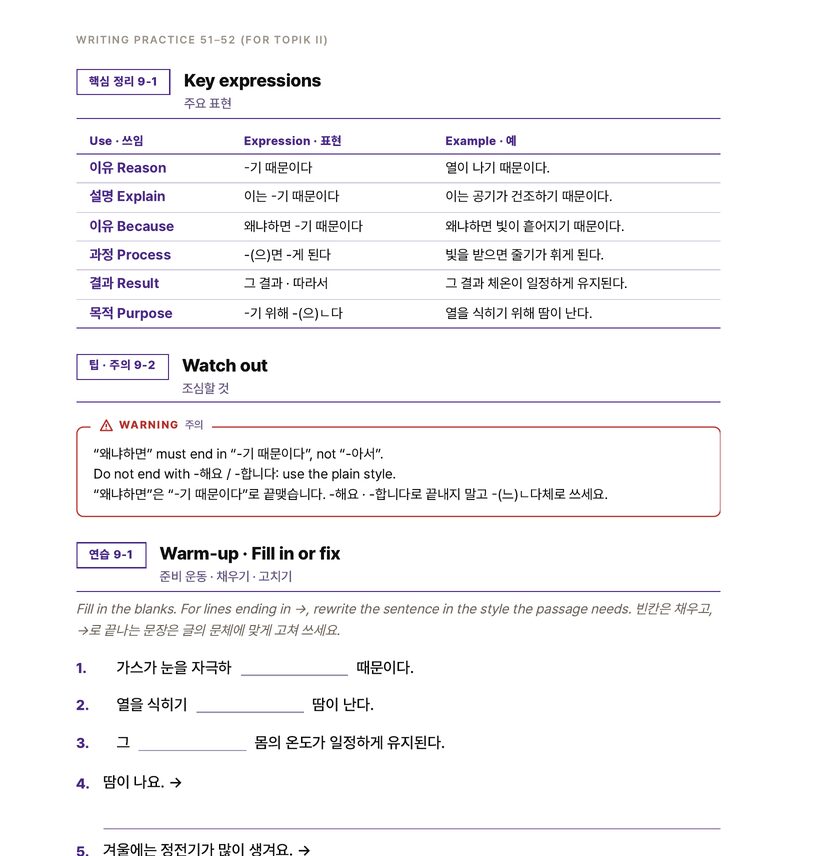 WRITING PRACTICE 51–52 (FOR TOPIK II)
핵심 정리 9-1
Key expressions
주요 표현
Use · 쓰임 Expression · 표현 Example · 예
이유 Reason -기 때문이다 열이 나기 때문이다.
설명 Explain 이는 -기 때문이다 이는 공기가 건조하기 때문이다.
이유 Because 왜냐하면 -기 때문이다 왜냐하면 빛이 흩어지기 때문이다.
과정 Process -(으)면 -게 된다 빛을 받으면 줄기가 휘게 된다.
결과 Result 그 결과 · 따라서 그 결과 체온이 일정하게 유지된다.
목적 Purpose -기 위해 -(으)ㄴ다 열을 식히기 위해 땀이 난다.
팁 · 주의 9-2
Watch out
조심할 것
WARNING 주의
“왜냐하면” must end in “-기 때문이다”, not “-아서”.
Do not end with -해요 / -합니다: use the plain style.
“왜냐하면”은 “-기 때문이다”로 끝맺습니다. -해요 · -합니다로 끝내지 말고 -(느)ㄴ다체로 쓰세요.
연습 9-1
Warm-up · Fill in or fix
준비 운동 · 채우기 · 고치기
Fill in the blanks. For lines ending in →, rewrite the sentence in the style the passage needs. 빈칸은 채우고,
→로 끝나는 문장은 글의 문체에 맞게 고쳐 쓰세요.
1. 가스가 눈을 자극하 ________ 때문이다.
2. 열을 식히기 ________ 땀이 난다.
3. 그 ________ 몸의 온도가 일정하게 유지된다.
4. 땀이 나요. →
5. 겨울에는 정전기가 많이 생겨요. →